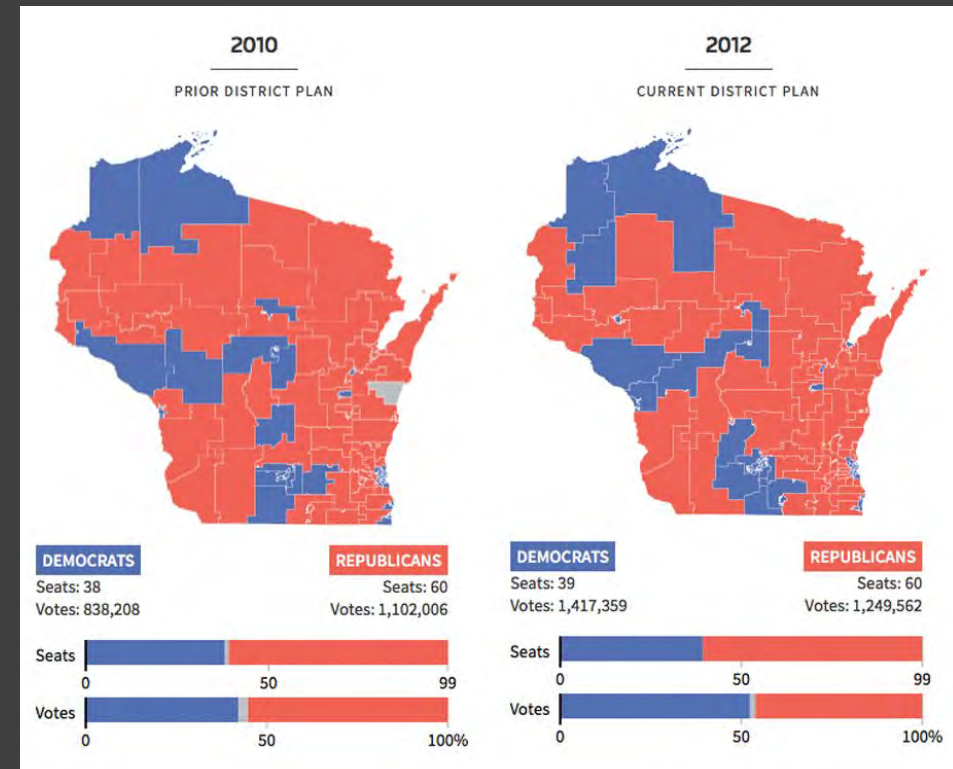 2010
PRIOR DISTRICT PLAN
DEMOCRATS
REPUBLICANS
Seats: 38
Seats: 60
Votes: 838,208
Votes: 1,102,006
Seats
0 50 99
Votes
0 50 100%
2012
CURRENT DISTRICT PLAN
DEMOCRATS
REPUBLICANS
Seats: 39
Seats: 60
Votes: 1,417,359
Votes: 1,249,562
Seats
0 50 99
Votes
0 50 100%